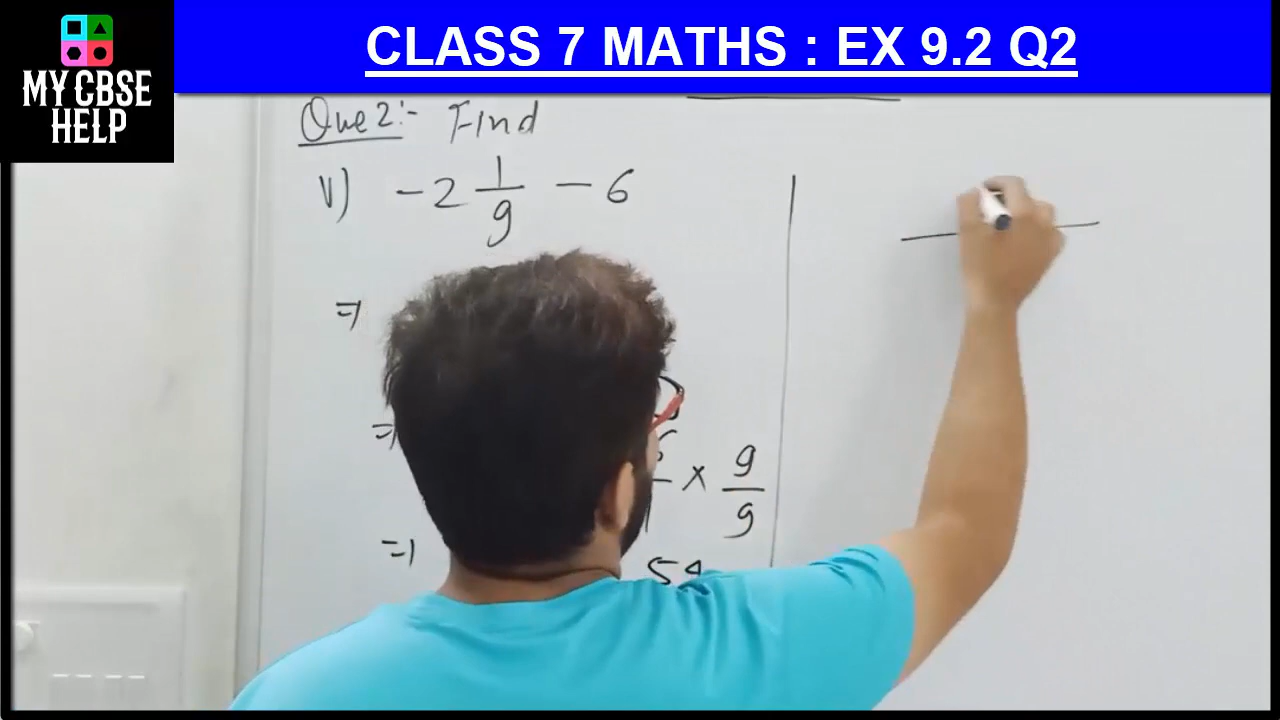 MY CBSE
HELP
CLASS 7 MATHS : EX 9.2 Q2
Que 2:- Find
V) -2 1/9 - 6
=)
=)
× 9/9
=)